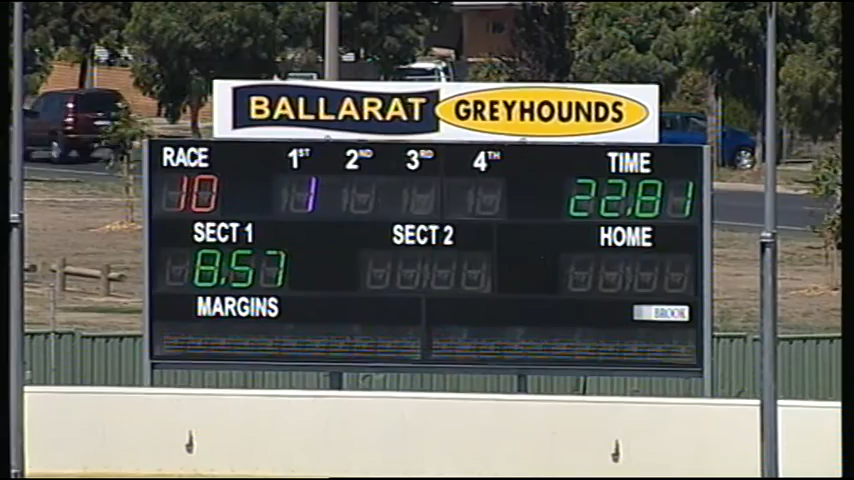 BALLARAT GREYHOUNDS
RACE 1ST 2ND 3RD 4TH TIME
10 1 22.81
SECT 1 SECT 2 HOME
8.57
MARGINS BROOK